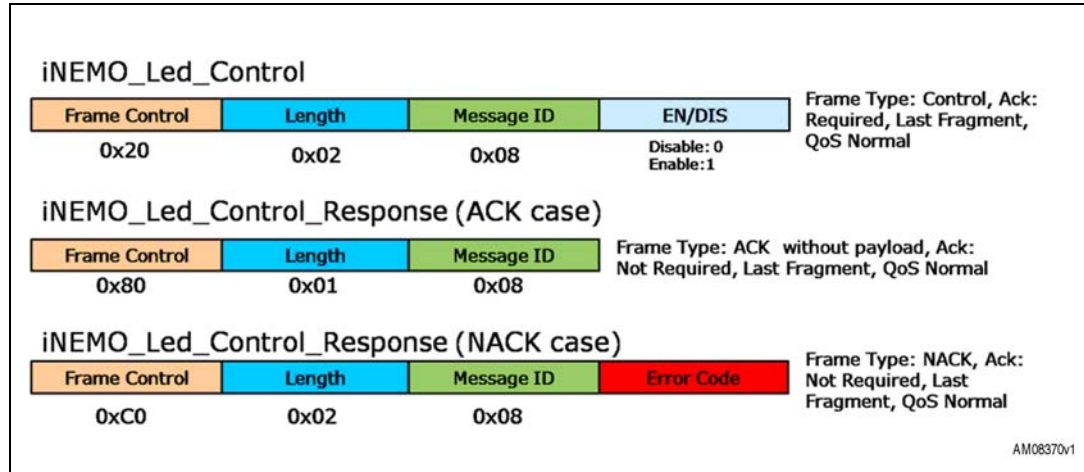 iNEMO_Led_Control
Frame Control Length Message ID EN/DIS
0x20 0x02 0x08 Disable: 0
Enable:1
Frame Type: Control, Ack:
Required, Last Fragment,
QoS Normal
iNEMO_Led_Control_Response (ACK case)
Frame Control Length Message ID
0x80 0x01 0x08
Frame Type: ACK without payload, Ack:
Not Required, Last Fragment, QoS Normal
iNEMO_Led_Control_Response (NACK case)
Frame Control Length Message ID Error Code
0xC0 0x02 0x08
Frame Type: NACK, Ack:
Not Required, Last
Fragment, QoS Normal
AM08370v1